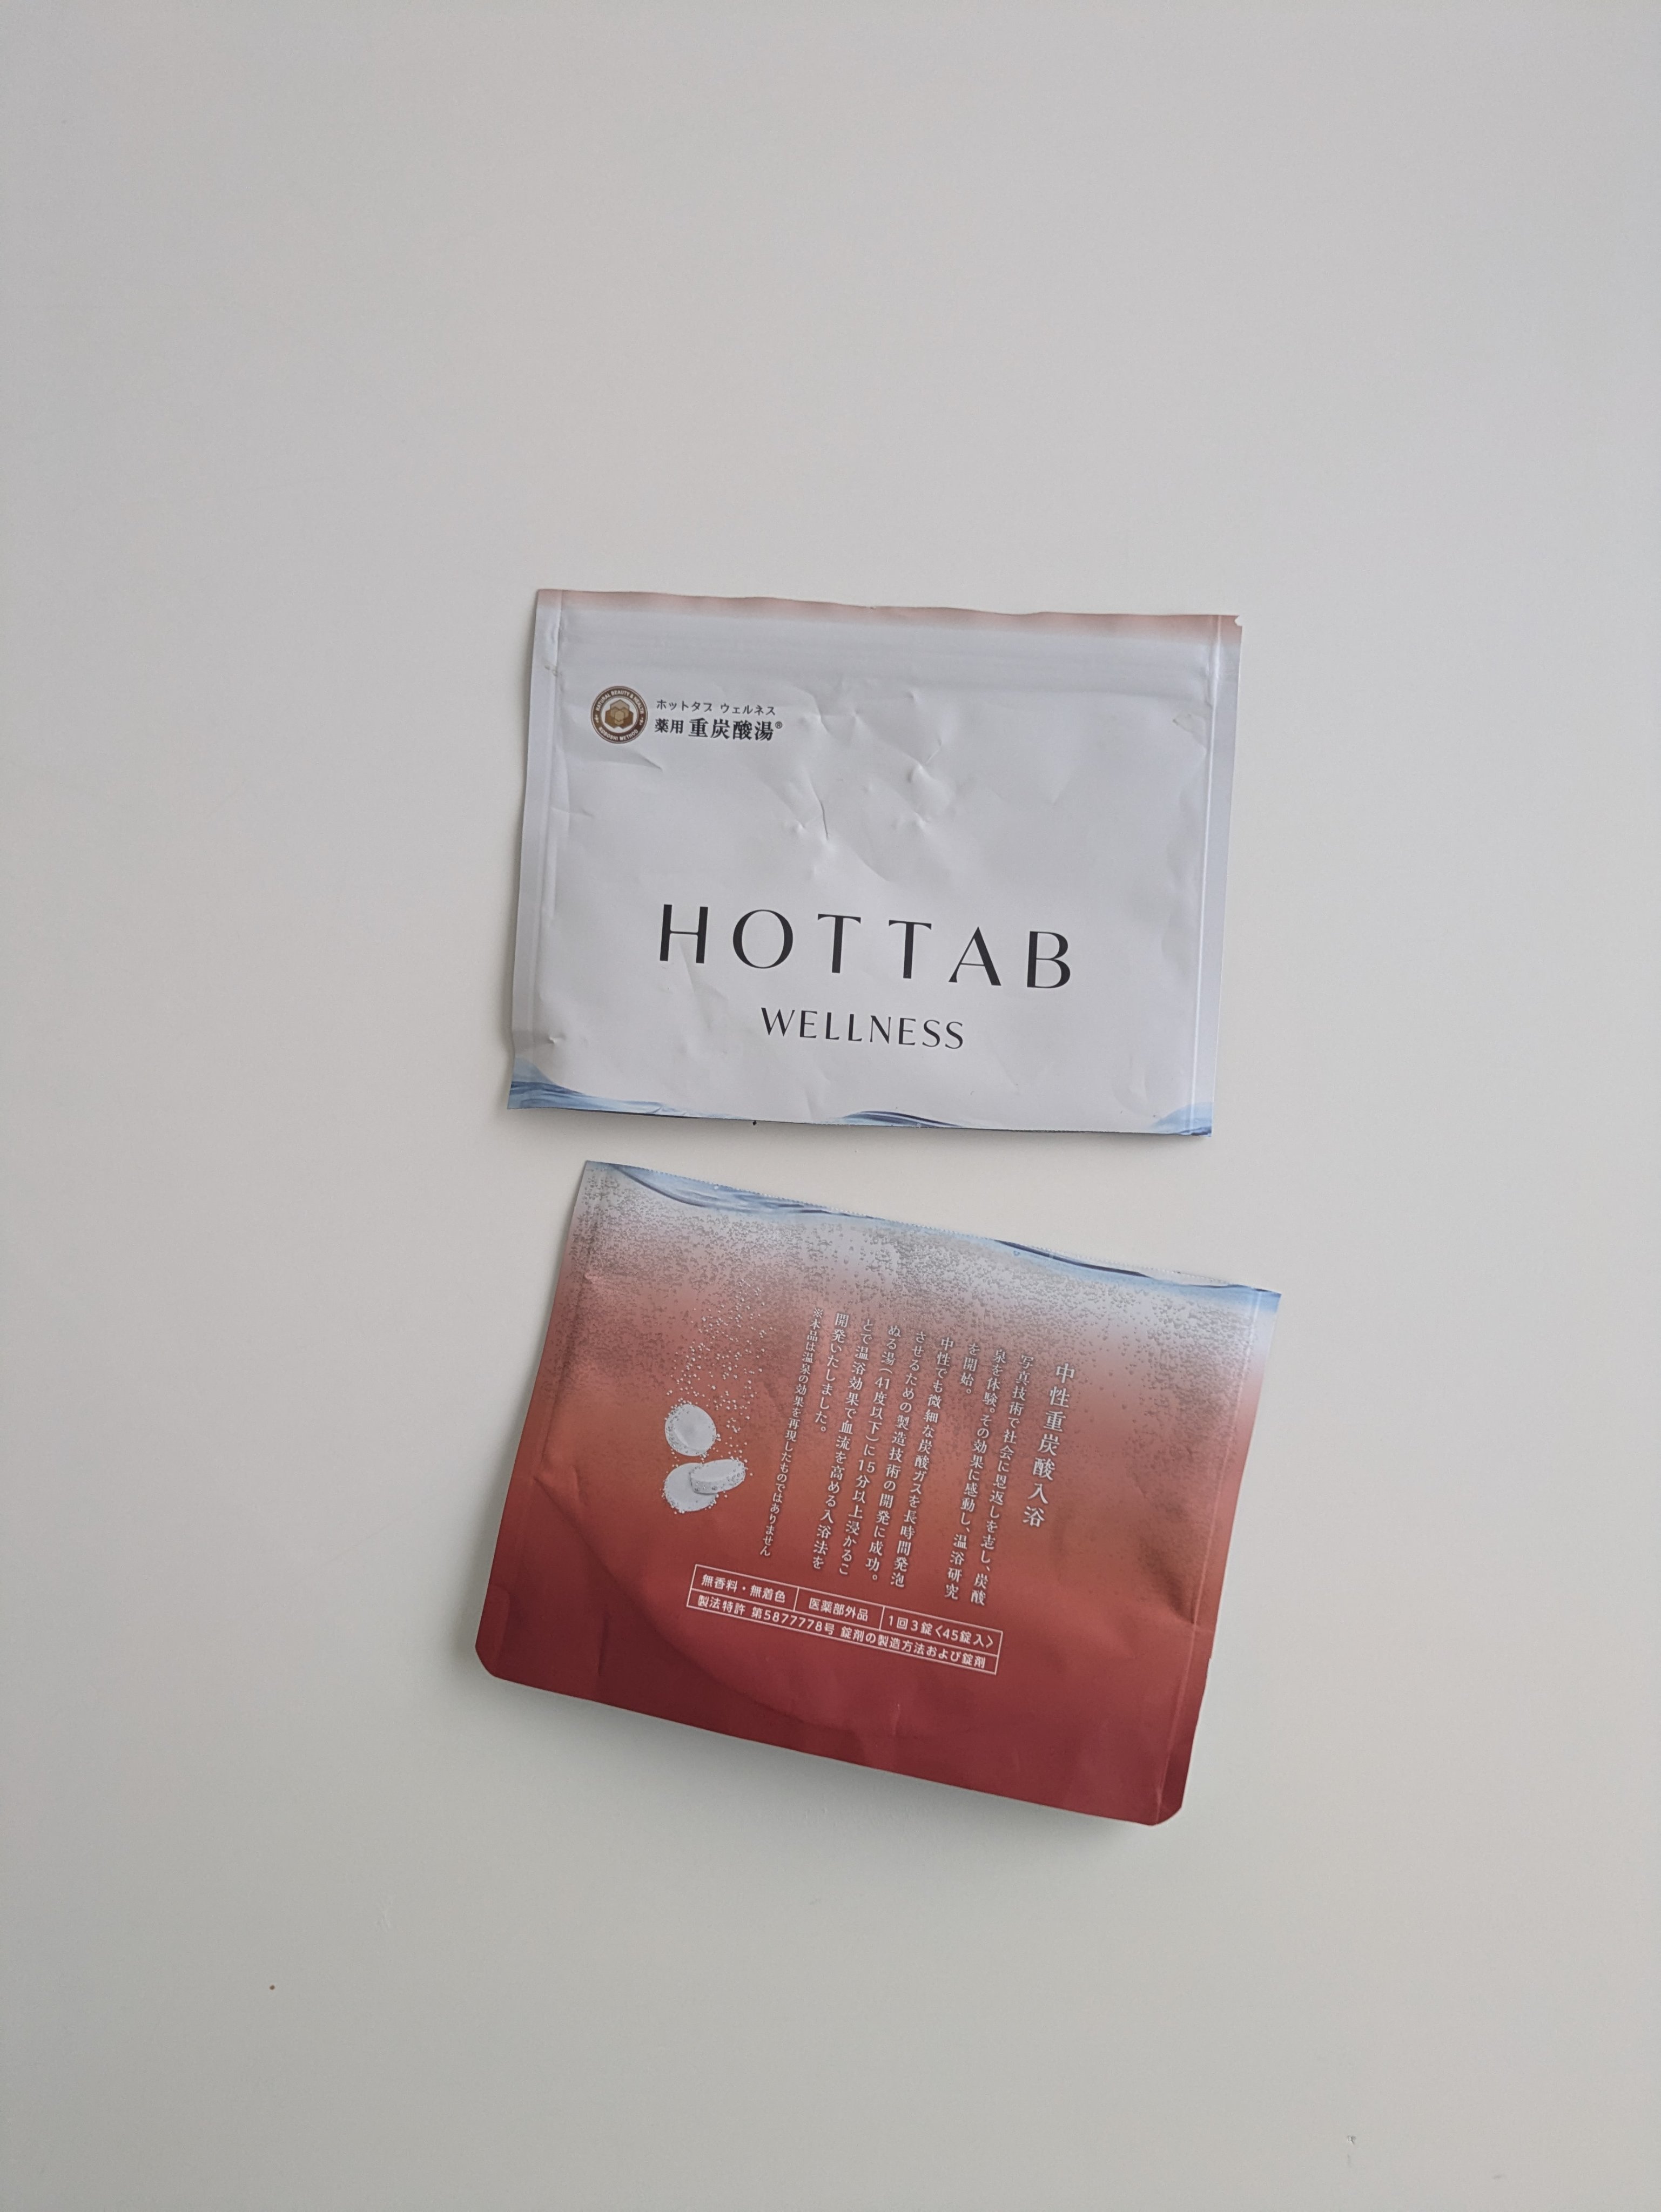 NATURAL BEAUTY & HEALTH
ホットタブ ウェルネス
薬用 重炭酸湯®
HOTTAB
WELLNESS
中性重炭酸入浴
写真技術で社会に恩返しを志し、炭酸
泉を体験。その効果に感動し、温浴研究
を開始。
中性でも微細な炭酸ガスを長時間発泡
させるための製造技術の開発に成功。
ぬる湯(41度以下)に15分以上浸かるこ
とで温浴効果で血流を高める入浴法を
開発いたしました。
※本品は温泉の効果を再現したものではありません
無香料・無着色 医薬部外品 1回3錠〈45錠入〉
製法特許 第5877778号 錠剤の製造方法および錠剤